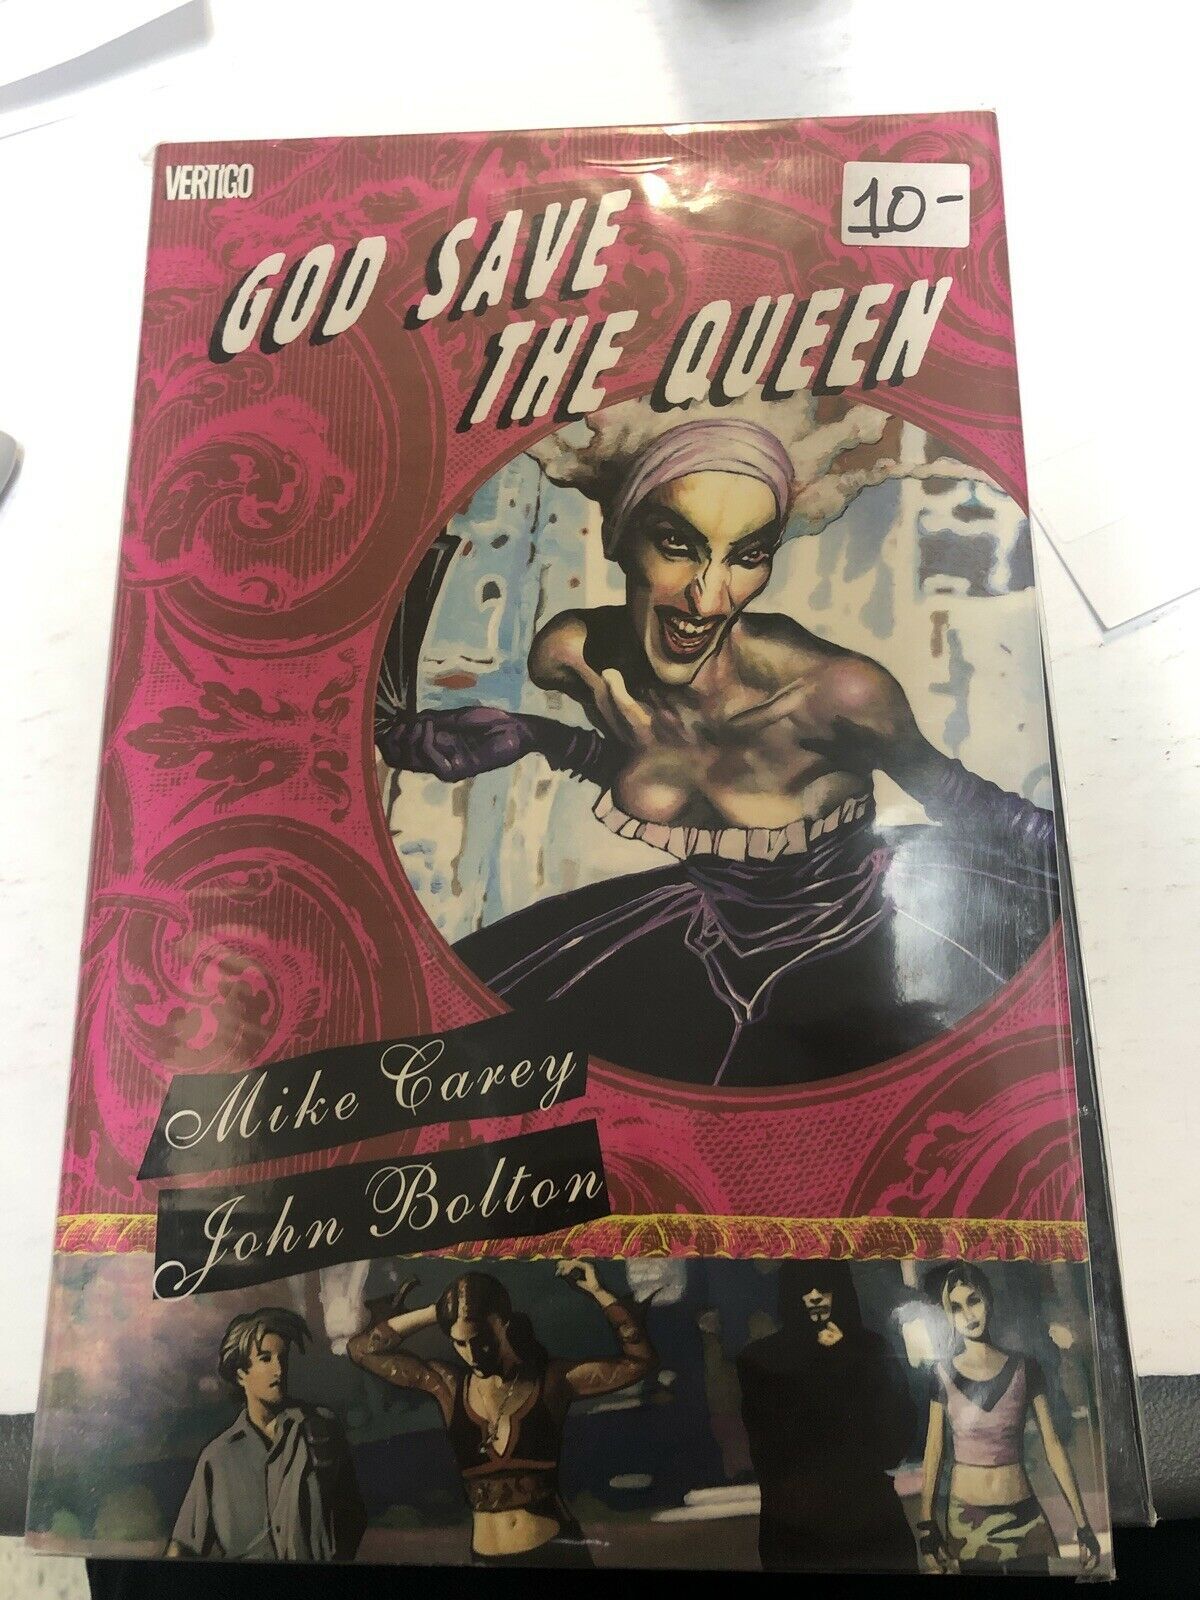 VERTIGO
10-
GOD SAVE
THE QUEEN
Mike Carey
John Bolton